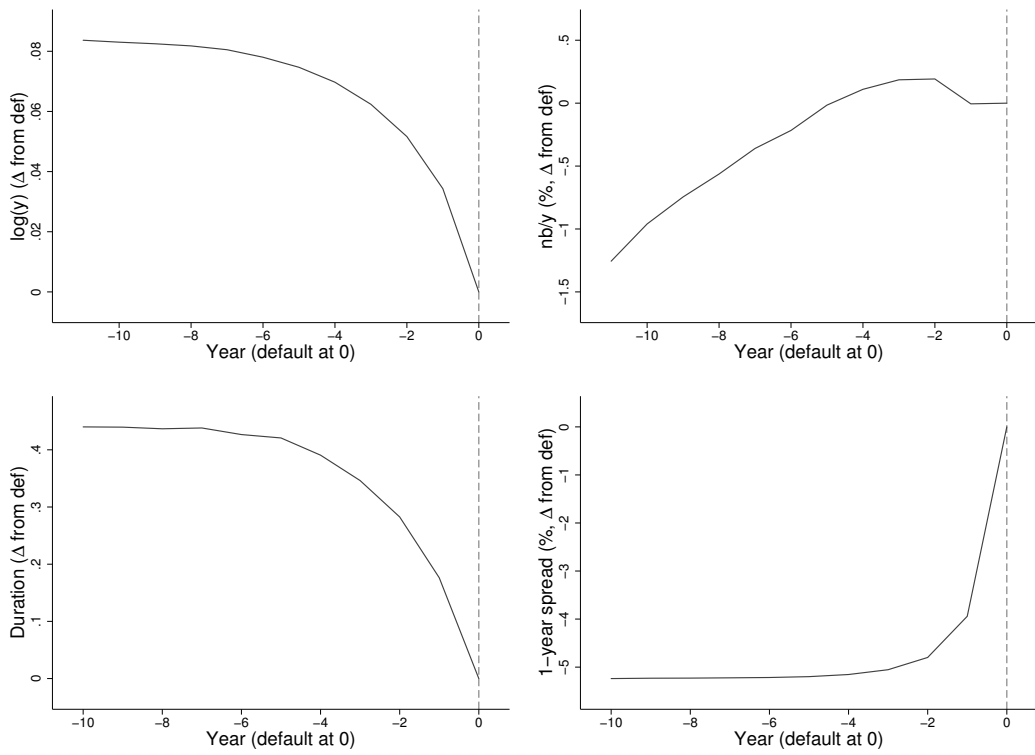 log(y) (Δ from def)
.08
.06
.04
.02
0
−10 −8 −6 −4 −2 0
Year (default at 0)
nb/y (%, Δ from def)
.5
0
−.5
−1
−1.5
−10 −8 −6 −4 −2 0
Year (default at 0)
Duration (Δ from def)
.4
.3
.2
.1
0
−10 −8 −6 −4 −2 0
Year (default at 0)
1−year spread (%, Δ from def)
0
−1
−2
−3
−4
−5
−10 −8 −6 −4 −2 0
Year (default at 0)